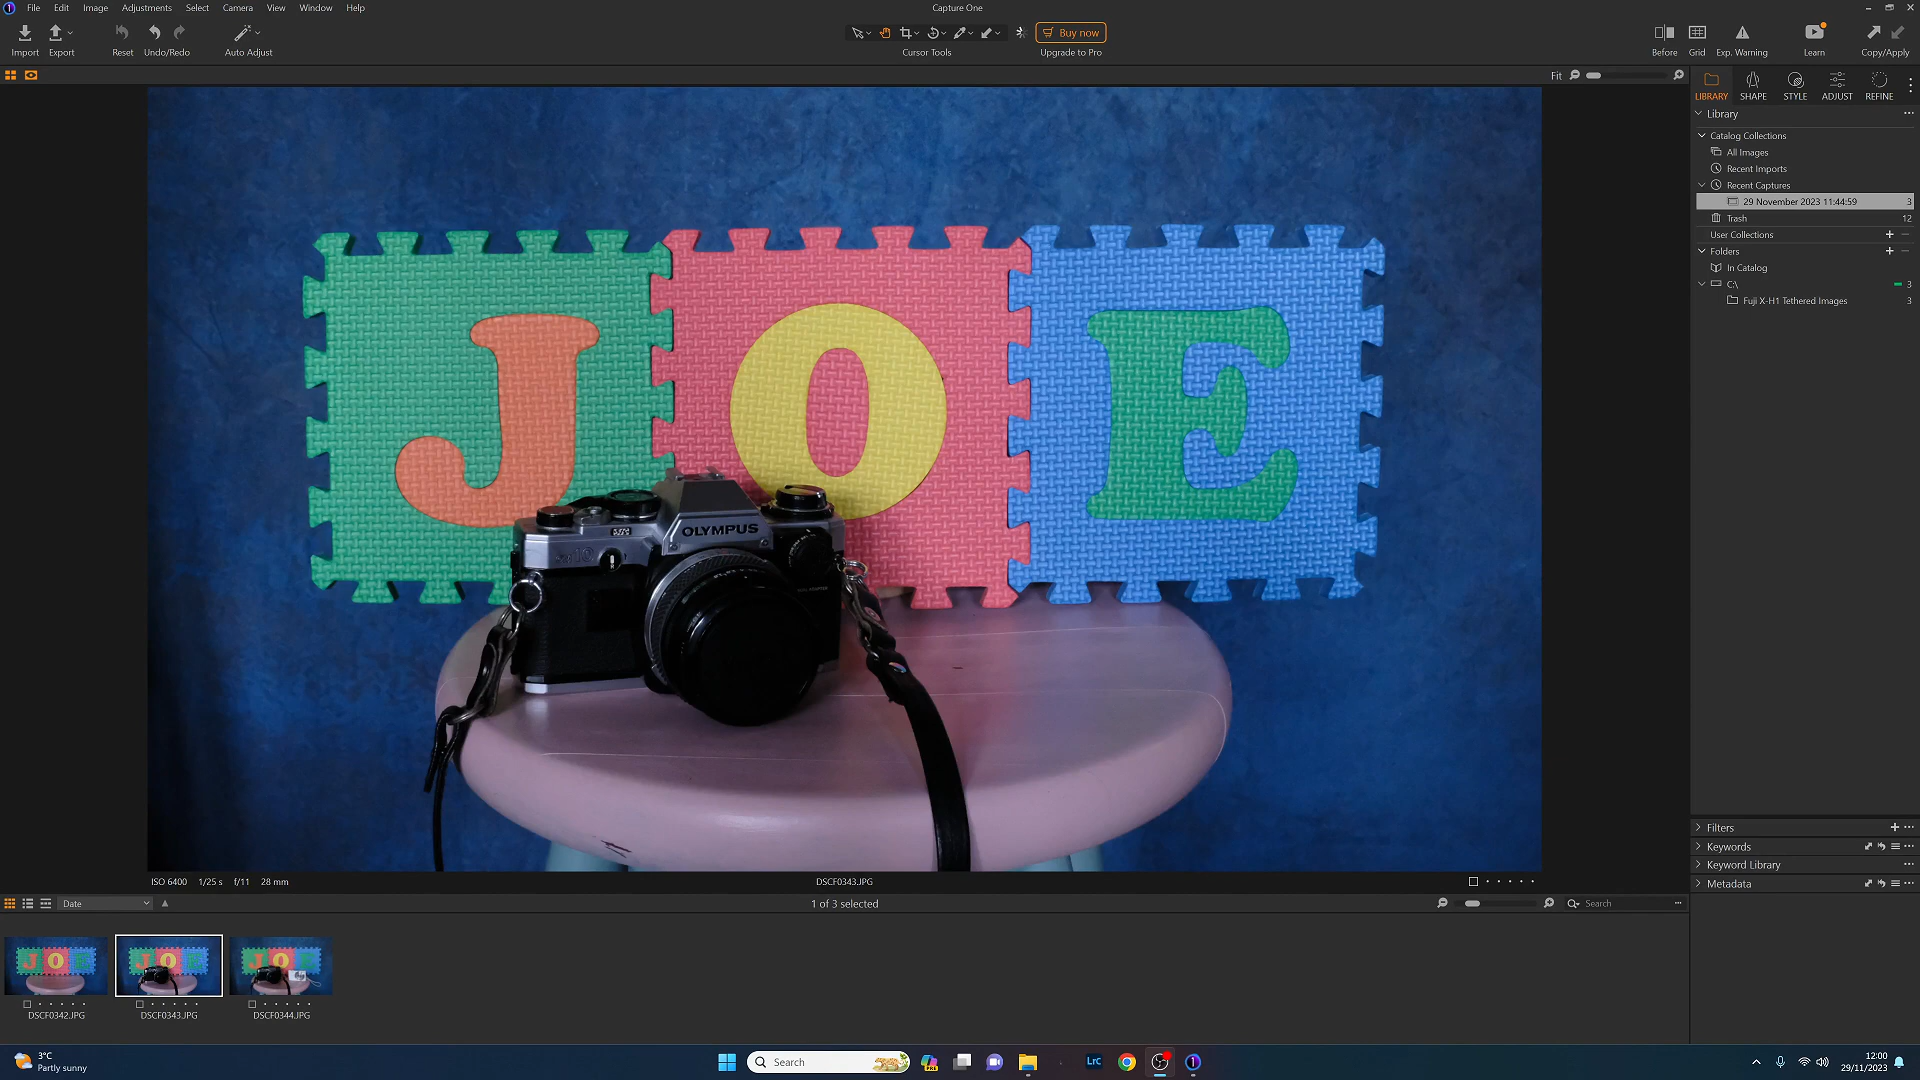 File Edit Image Adjustments Select Camera View Window Help
Capture One
Import Export Reset Undo/Redo Auto Adjust
Cursor Tools
Buy now
Upgrade to Pro
Before Grid Exp. Warning Learn Copy/Apply
Fit
LIBRARY SHAPE STYLE ADJUST REFINE
Library
Catalog Collections
All Images
Recent Imports
Recent Captures
29 November 2023 11:44:59 3
Trash 12
User Collections
Folders
In Catalog
C:\ 3
Fuji X-H1 Tethered Images 3
JOE
OLYMPUS
Filters
Keywords
Keyword Library
Metadata
ISO 6400 1/25 s f/11 28 mm
DSCF0343.JPG
Date
1 of 3 selected
Search
JOE
JOE
JOE
DSCF0342.JPG
DSCF0343.JPG
DSCF0344.JPG
3°C
Partly sunny
Search
LrC
12:00
29/11/2023